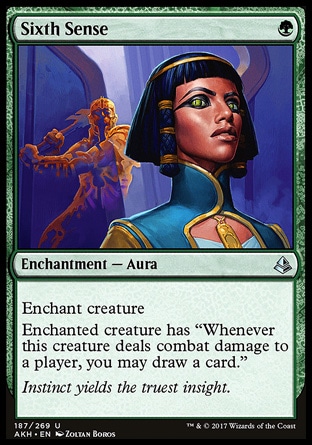 Sixth Sense
Enchantment — Aura
Enchant creature
Enchanted creature has “Whenever
this creature deals combat damage to
a player, you may draw a card.”
Instinct yields the truest insight.
187/269 U
AKH • EN Zoltan Boros
™ & © 2017 Wizards of the Coast